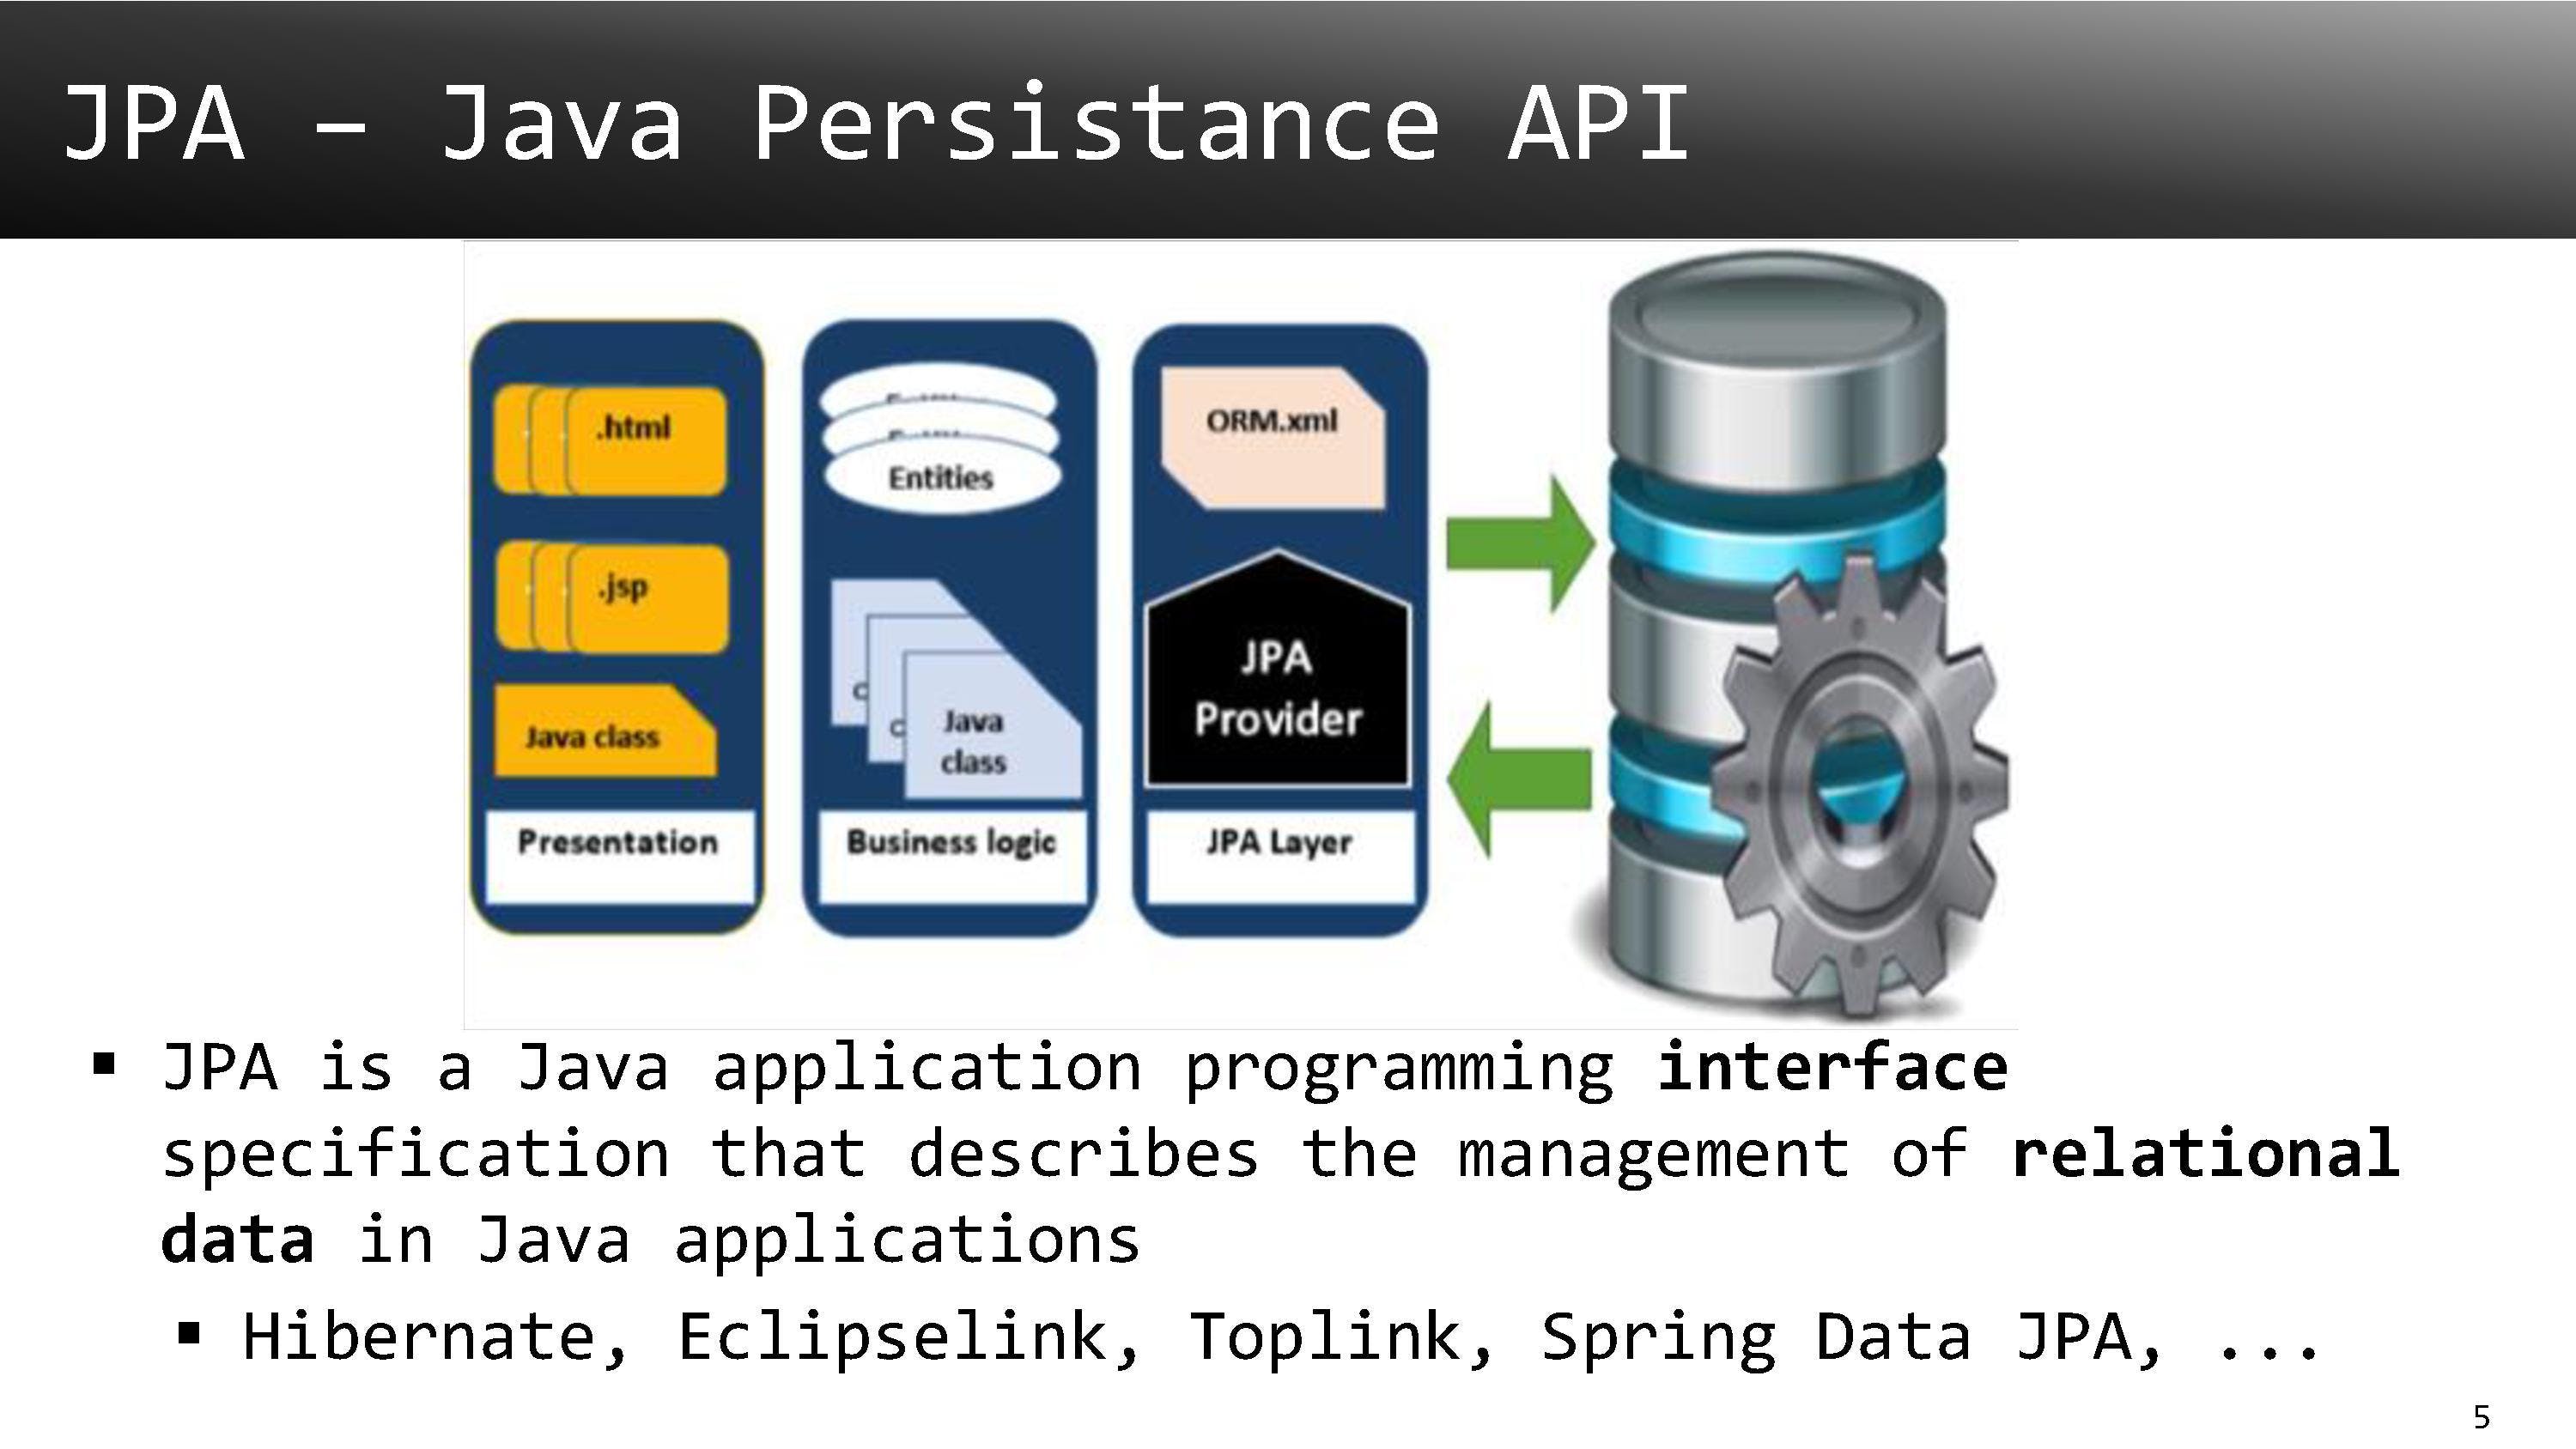 JPA – Java Persistance API
.html
.jsp
Java class
Presentation
Entities
Java
class
Business logic
ORM.xml
JPA
Provider
JPA Layer
▪ JPA is a Java application programming interface
specification that describes the management of relational
data in Java applications
▪ Hibernate, Eclipselink, Toplink, Spring Data JPA, ...
5